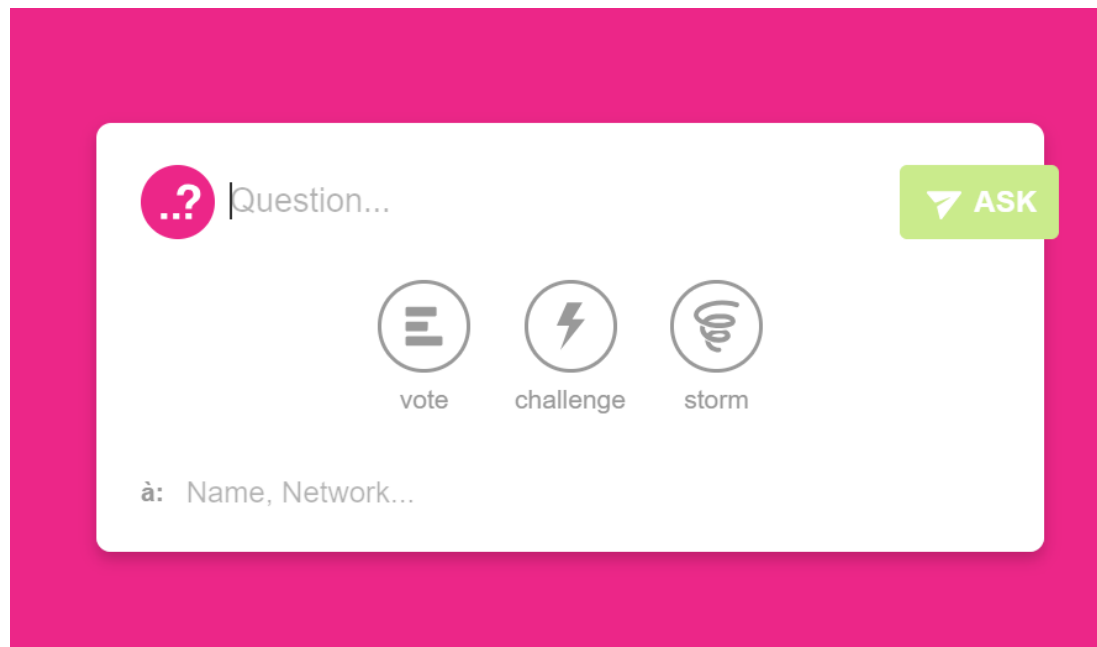 ..? Question... ASK
vote challenge storm
à: Name, Network...